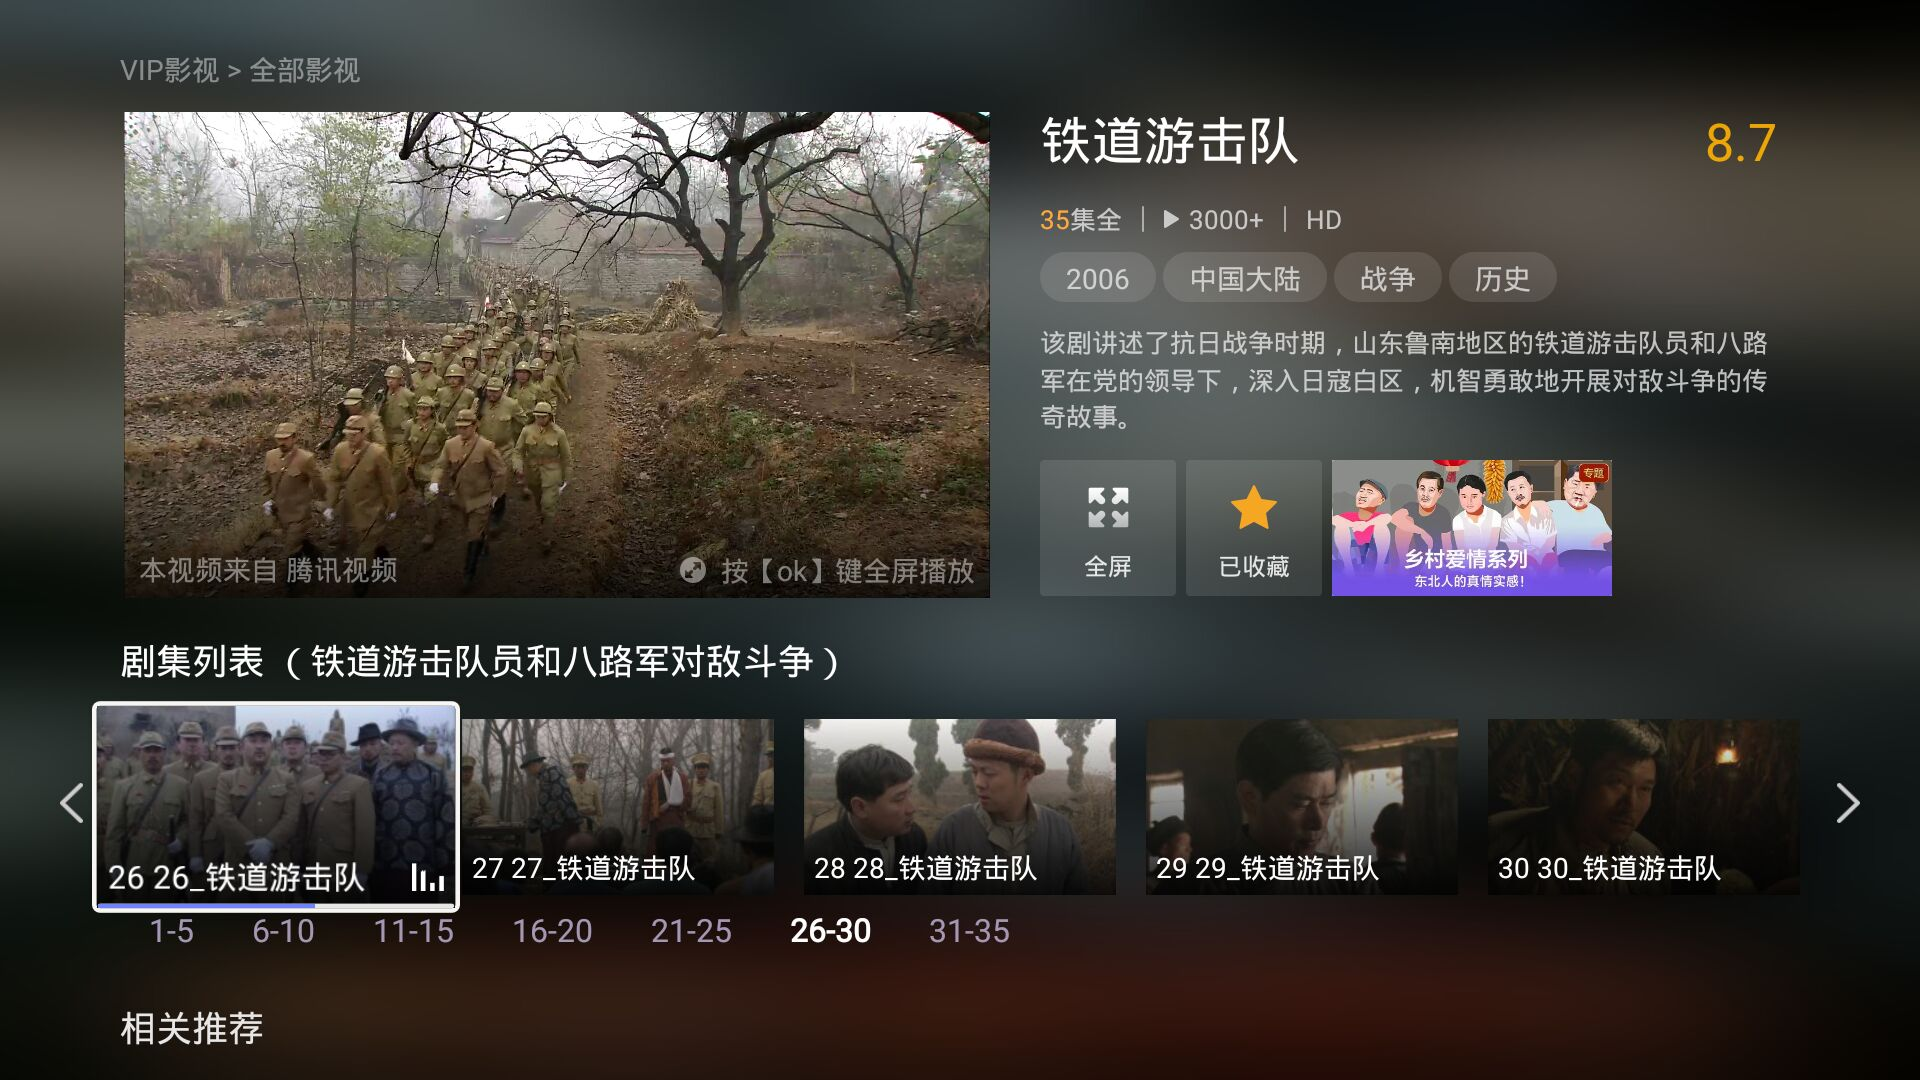 VIP影视 > 全部影视
铁道游击队
8.7
35集全 | 3000+ | HD
2006 中国大陆 战争 历史
该剧讲述了抗日战争时期，山东鲁南地区的铁道游击队员和八路
军在党的领导下，深入日寇白区，机智勇敢地开展对敌斗争的传
奇故事。
本视频来自 腾讯视频
按【ok】键全屏播放
全屏
已收藏
专题
乡村爱情系列
东北人的真情实感！
剧集列表 （铁道游击队员和八路军对敌斗争）
26 26_铁道游击队
27 27_铁道游击队
28 28_铁道游击队
29 29_铁道游击队
30 30_铁道游击队
1-5 6-10 11-15 16-20 21-25 26-30 31-35
相关推荐